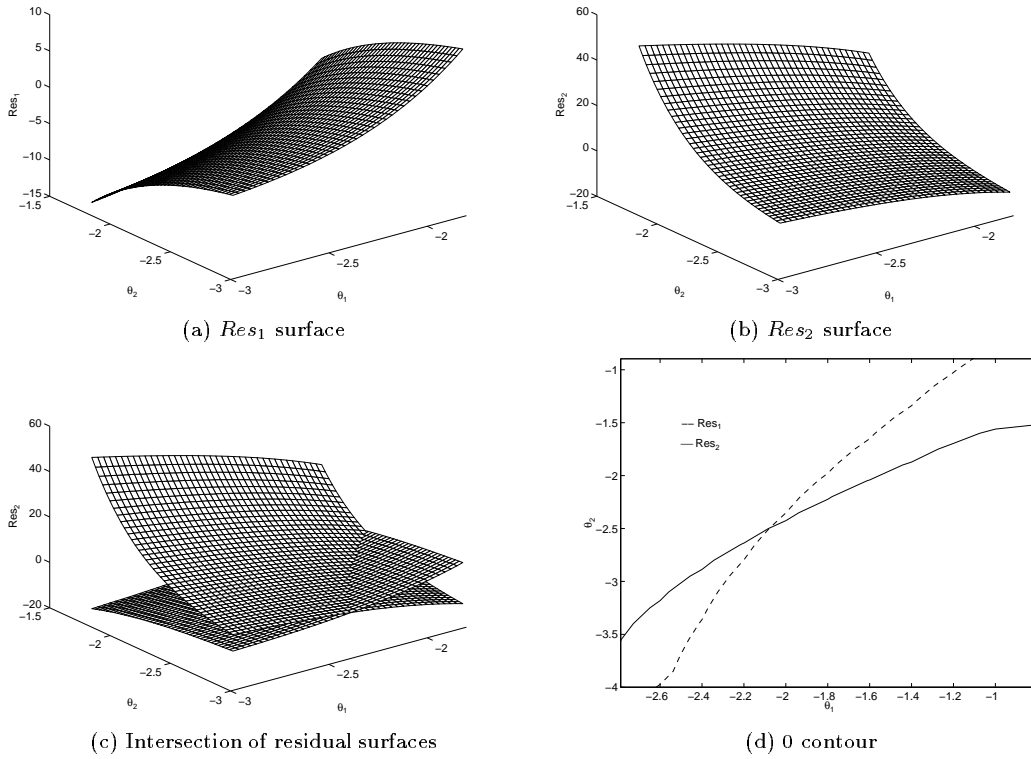 10
5
0
−5
−10
−15
Res₁
−1.5
−2
−2.5
−3
θ₂
−3
−2.5
−2
θ₁
(a) Res₁ surface
60
40
20
0
−20
Res₂
−1.5
−2
−2.5
−3
θ₂
−3
−2.5
−2
θ₁
(b) Res₂ surface
60
40
20
0
−20
Res₂
−1.5
−2
−2.5
−3
θ₂
−3
−2.5
−2
θ₁
(c) Intersection of residual surfaces
−1
−1.5
−2
−2.5
−3
−3.5
−4
θ₂
Res₁
Res₂
−2.6 −2.4 −2.2 −2 −1.8 −1.6 −1.4 −1.2 −1
θ₁
(d) 0 contour